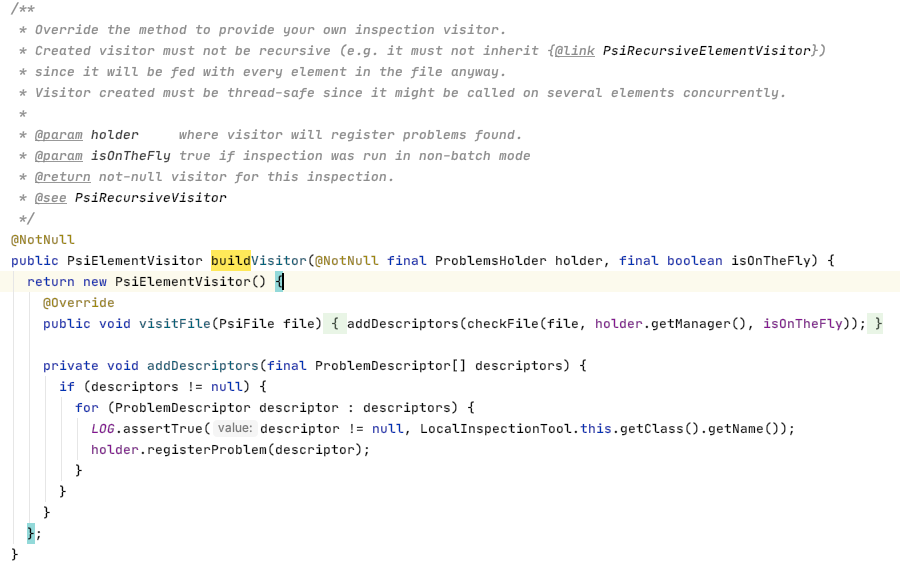 /**
 * Override the method to provide your own inspection visitor.
 * Created visitor must not be recursive (e.g. it must not inherit {@link PsiRecursiveElementVisitor})
 * since it will be fed with every element in the file anyway.
 * Visitor created must be thread-safe since it might be called on several elements concurrently.
 *
 * @param holder     where visitor will register problems found.
 * @param isOnTheFly true if inspection was run in non-batch mode
 * @return not-null visitor for this inspection.
 * @see PsiRecursiveVisitor
 */
@NotNull
public PsiElementVisitor buildVisitor(@NotNull final ProblemsHolder holder, final boolean isOnTheFly) {
  return new PsiElementVisitor() {
    @Override
    public void visitFile(PsiFile file) { addDescriptors(checkFile(file, holder.getManager(), isOnTheFly)); }

    private void addDescriptors(final ProblemDescriptor[] descriptors) {
      if (descriptors != null) {
        for (ProblemDescriptor descriptor : descriptors) {
          LOG.assertTrue( value: descriptor != null, LocalInspectionTool.this.getClass().getName());
          holder.registerProblem(descriptor);
        }
      }
    }
  };
}